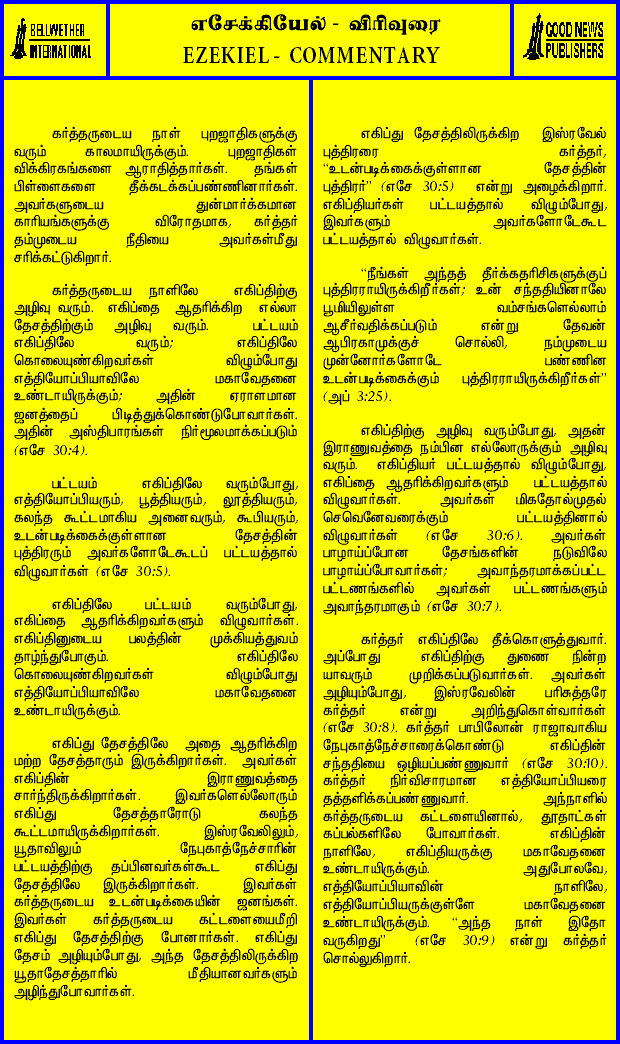 BELLWETHER
INTERNATIONAL
எசேக்கியேல் - விரிவுரை
EZEKIEL - COMMENTARY
GOOD NEWS
PUBLISHERS
கர்த்தருடைய நாள் புறஜாதிகளுக்கு
வரும் காலமாயிருக்கும். புறஜாதிகள்
விக்கிரகங்களை ஆராதித்தார்கள். தங்கள்
பிள்ளைகளை தீக்கடக்கப்பண்ணினார்கள்.
அவர்களுடைய துன்மார்க்கமான
காரியங்களுக்கு விரோதமாக, கர்த்தர்
தம்முடைய நீதியை அவர்கள்மீது
சரிக்கட்டுகிறார்.
கர்த்தருடைய நாளிலே எகிப்திற்கு
அழிவு வரும். எகிப்தை ஆதரிக்கிற எல்லா
தேசத்திற்கும் அழிவு வரும். பட்டயம்
எகிப்திலே வரும்; எகிப்திலே
கொலையுண்கிறவர்கள் விழும்போது
எத்தியோப்பியாவிலே மகாவேதனை
உண்டாயிருக்கும்; அதின் ஏராளமான
ஜனத்தைப் பிடித்துக்கொண்டுபோவார்கள்.
அதின் அஸ்திபாரங்கள் நிர்மூலமாக்கப்படும்
(எசே 30:4).
பட்டயம் எகிப்திலே வரும்போது,
எத்தியோப்பியரும், பூத்தியரும், லூத்தியரும்,
கலந்த கூட்டமாகிய அனைவரும், கூபியரும்,
உடன்படிக்கைக்குள்ளான தேசத்தின்
புத்திரரும் அவர்களோடேகூடப் பட்டயத்தால்
விழுவார்கள் (எசே 30:5).
எகிப்திலே பட்டயம் வரும்போது,
எகிப்தை ஆதரிக்கிறவர்களும் விழுவார்கள்.
எகிப்தினுடைய பலத்தின் முக்கியத்துவம்
தாழ்ந்துபோகும். எகிப்திலே
கொலையுண்கிறவர்கள் விழும்போது
எத்தியோப்பியாவிலே மகாவேதனை
உண்டாயிருக்கும்.
எகிப்து தேசத்திலே அதை ஆதரிக்கிற
மற்ற தேசத்தாரும் இருக்கிறார்கள். அவர்கள்
எகிப்தின் இராணுவத்தை
சார்ந்திருக்கிறார்கள். இவர்களெல்லோரும்
எகிப்து தேசத்தாரோடு கலந்த
கூட்டமாயிருக்கிறார்கள். இஸ்ரவேலிலும்,
யூதாவிலும் நேபுகாத்நேச்சாரின்
பட்டயத்திற்கு தப்பினவர்கள்கூட எகிப்து
தேசத்திலே இருக்கிறார்கள். இவர்கள்
கர்த்தருடைய உடன்படிக்கையின் ஜனங்கள்.
இவர்கள் கர்த்தருடைய கட்டளையைமீறி
எகிப்து தேசத்திற்கு போனார்கள். எகிப்து
தேசம் அழியும்போது, அந்த தேசத்திலிருக்கிற
யூதாதேசத்தாரில் மீதியானவர்களும்
அழிந்துபோவார்கள்.
எகிப்து தேசத்திலிருக்கிற இஸ்ரவேல்
புத்திரரை கர்த்தர்,
“உடன்படிக்கைக்குள்ளான தேசத்தின்
புத்திரர்” (எசே 30:5) என்று அழைக்கிறார்.
எகிப்தியர்கள் பட்டயத்தால் விழும்போது,
இவர்களும் அவர்களோடேகூட
பட்டயத்தால் விழுவார்கள்.
“நீங்கள் அந்தத் தீர்க்கதரிசிகளுக்குப்
புத்திரராயிருக்கிறீர்கள்; உன் சந்ததியினாலே
பூமியிலுள்ள வம்சங்களெல்லாம்
ஆசீர்வதிக்கப்படும் என்று தேவன்
ஆபிரகாமுக்குச் சொல்லி, நம்முடைய
முன்னோர்களோடே பண்ணின
உடன்படிக்கைக்கும் புத்திரராயிருக்கிறீர்கள்”
(அப் 3:25).
எகிப்திற்கு அழிவு வரும்போது, அதன்
இராணுவத்தை நம்பின எல்லோருக்கும் அழிவு
வரும். எகிப்தியர் பட்டயத்தால் விழும்போது,
எகிப்தை ஆதரிக்கிறவர்களும் பட்டயத்தால்
விழுவார்கள். அவர்கள் மிகதோல்முதல்
செவெனேவரைக்கும் பட்டயத்தினால்
விழுவார்கள் (எசே 30:6). அவர்கள்
பாழாய்ப்போன தேசங்களின் நடுவிலே
பாழாய்ப்போவார்கள்; அவாந்தரமாக்கப்பட்ட
பட்டணங்களில் அவர்கள் பட்டணங்களும்
அவாந்தரமாகும் (எசே 30:7).
கர்த்தர் எகிப்திலே தீக்கொளுத்துவார்.
அப்போது எகிப்திற்கு துணை நின்ற
யாவரும் முறிக்கப்படுவார்கள். அவர்கள்
அழியும்போது, இஸ்ரவேலின் பரிசுத்தரே
கர்த்தர் என்று அறிந்துகொள்வார்கள்
(எசே 30:8). கர்த்தர் பாபிலோன் ராஜாவாகிய
நேபுகாத்நேச்சாரைக்கொண்டு எகிப்தின்
சந்ததியை ஒழியப்பண்ணுவார் (எசே 30:10).
கர்த்தர் நிர்விசாரமான எத்தியோப்பியரை
தத்தளிக்கப்பண்ணுவார். அந்நாளில்
கர்த்தருடைய கட்டளையினால், தூதாட்கள்
கப்பல்களிலே போவார்கள். எகிப்தின்
நாளிலே, எகிப்தியருக்கு மகாவேதனை
உண்டாயிருக்கும். அதுபோலவே,
எத்தியோப்பியாவின் நாளிலே,
எத்தியோப்பியருக்குள்ளே மகாவேதனை
உண்டாயிருக்கும். “அந்த நாள் இதோ
வருகிறது” (எசே 30:9) என்று கர்த்தர்
சொல்லுகிறார்.